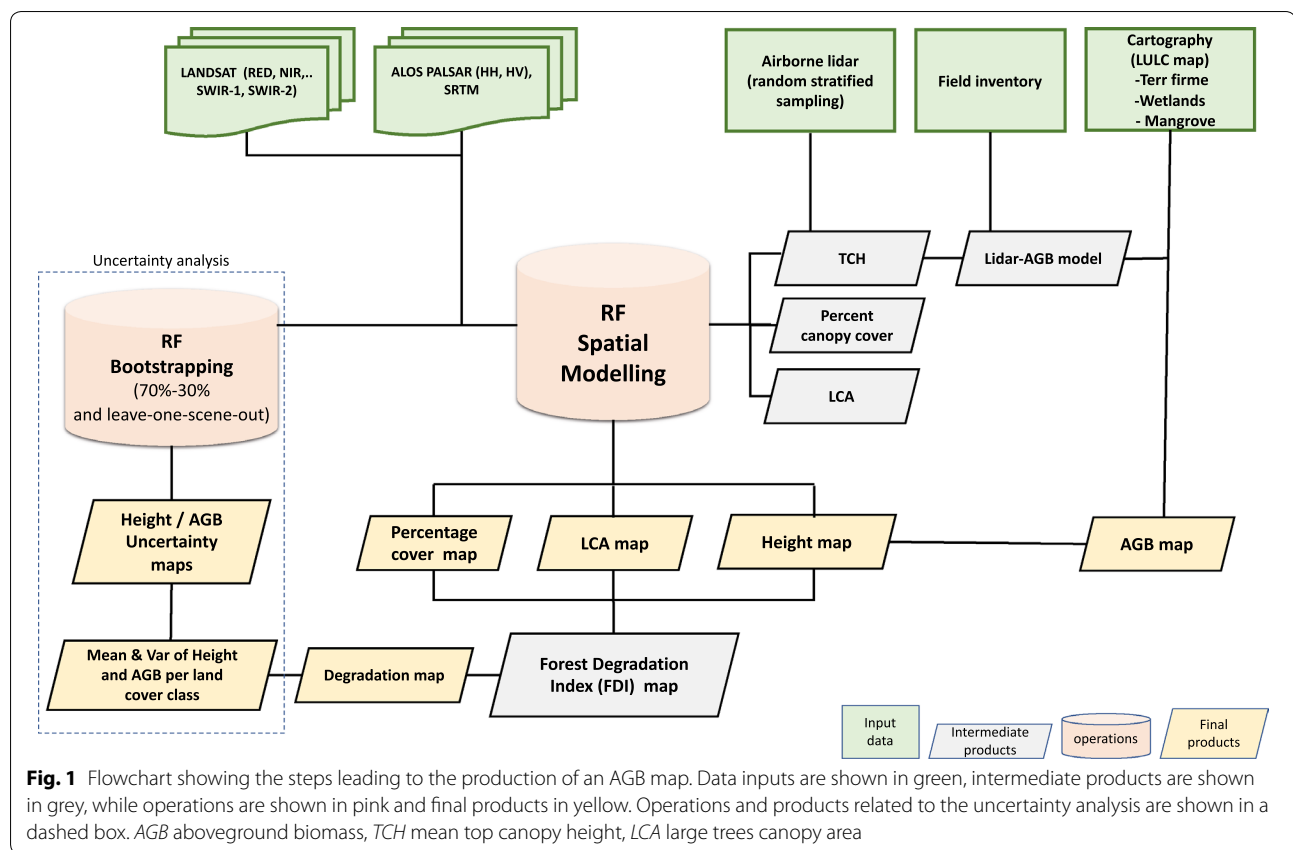 LANDSAT (RED, NIR,..
SWIR-1, SWIR-2)
ALOS PALSAR (HH, HV),
SRTM
Airborne lidar
(random stratified
sampling)
Field inventory
Cartography
(LULC map)
-Terr firme
-Wetlands
- Mangrove
Uncertainty analysis
RF
Bootstrapping
(70%-30%
and leave-one-scene-out)
RF
Spatial
Modelling
TCH
Lidar-AGB model
Percent
canopy cover
LCA
Height / AGB
Uncertainty
maps
Percentage
cover map
LCA map
Height map
AGB map
Mean & Var of Height
and AGB per land
cover class
Degradation map
Forest Degradation
Index (FDI) map
Input
data
Intermediate
products
operations
Final
products
Fig. 1 Flowchart showing the steps leading to the production of an AGB map. Data inputs are shown in green, intermediate products are shown
in grey, while operations are shown in pink and final products in yellow. Operations and products related to the uncertainty analysis are shown in a
dashed box. AGB aboveground biomass, TCH mean top canopy height, LCA large trees canopy area